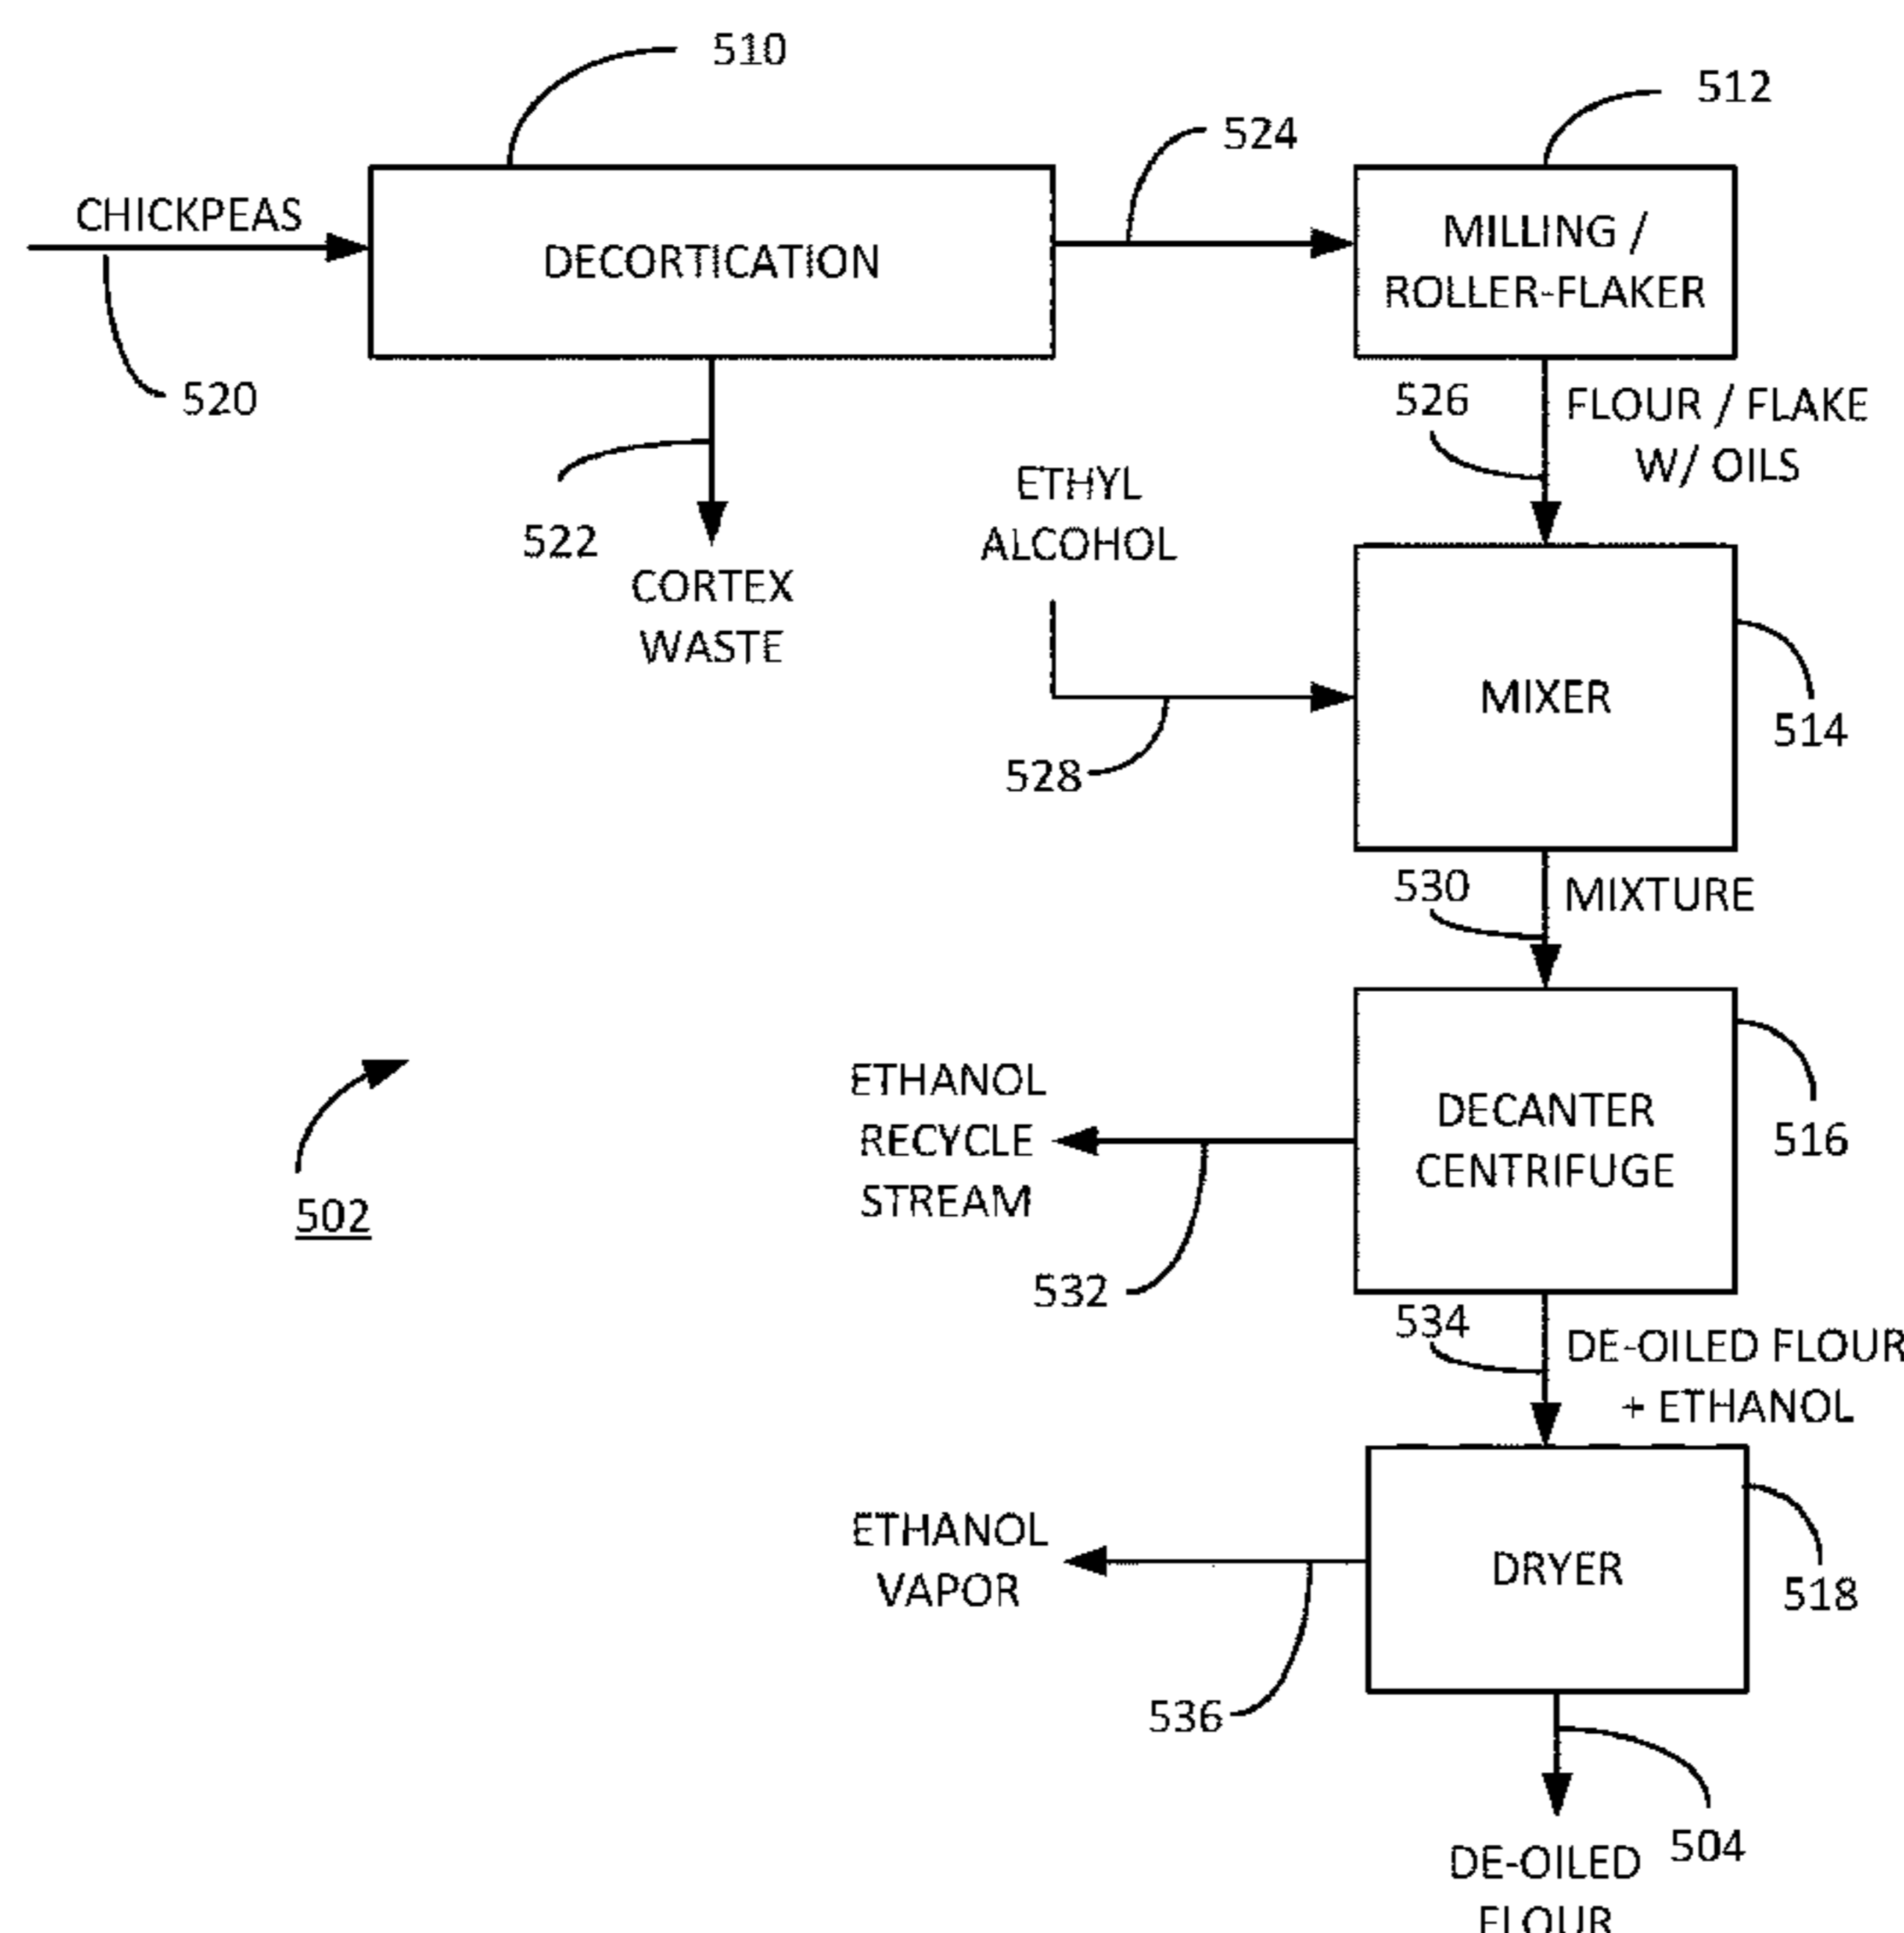 510
512
524
CHICKPEAS
DECORTICATION
MILLING /
ROLLER-FLAKER
520
526
FLOUR / FLAKE
W/ OILS
522
CORTEX
WASTE
ETHYL
ALCOHOL
MIXER
514
528
530
MIXTURE
ETHANOL
RECYCLE
STREAM
DECANTER
CENTRIFUGE
516
502
532
534
DE-OILED FLOUR
+ ETHANOL
ETHANOL
VAPOR
DRYER
518
536
504
DE-OILED
FLOUR